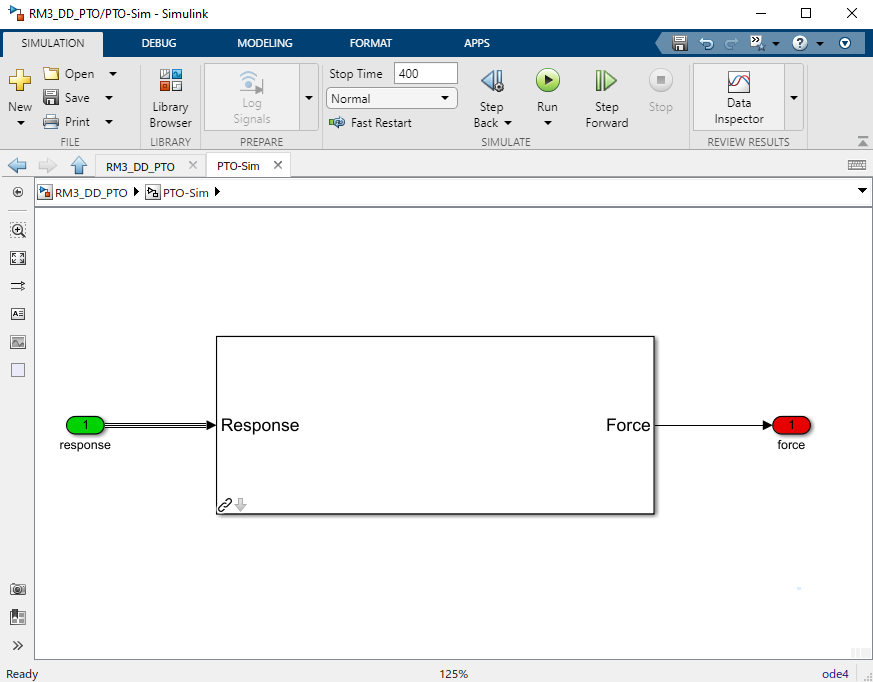 RM3_DD_PTO/PTO-Sim - Simulink
SIMULATION DEBUG MODELING FORMAT APPS
New
Open
Save
Print
FILE
Library
Browser
LIBRARY
Log
Signals
PREPARE
Stop Time 400
Normal
Fast Restart
Step
Back
Run
Step
Forward
Stop
SIMULATE
Data
Inspector
REVIEW RESULTS
RM3_DD_PTO PTO-Sim
RM3_DD_PTO PTO-Sim
1
response
Response
Force
1
force
Ready 125% ode4